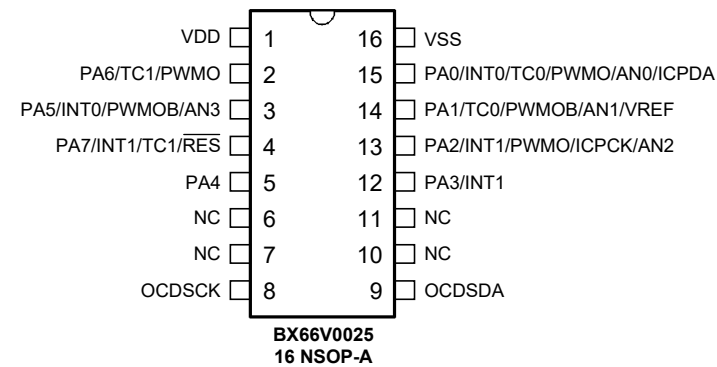 VDD 1 16 VSS
PA6/TC1/PWMO 2 15 PA0/INT0/TC0/PWMO/AN0/ICPDA
PA5/INT0/PWMOB/AN3 3 14 PA1/TC0/PWMOB/AN1/VREF
PA7/INT1/TC1/RES 4 13 PA2/INT1/PWMO/ICPCK/AN2
PA4 5 12 PA3/INT1
NC 6 11 NC
NC 7 10 NC
OCDSCK 8 9 OCDSDA
BX66V0025
16 NSOP-A